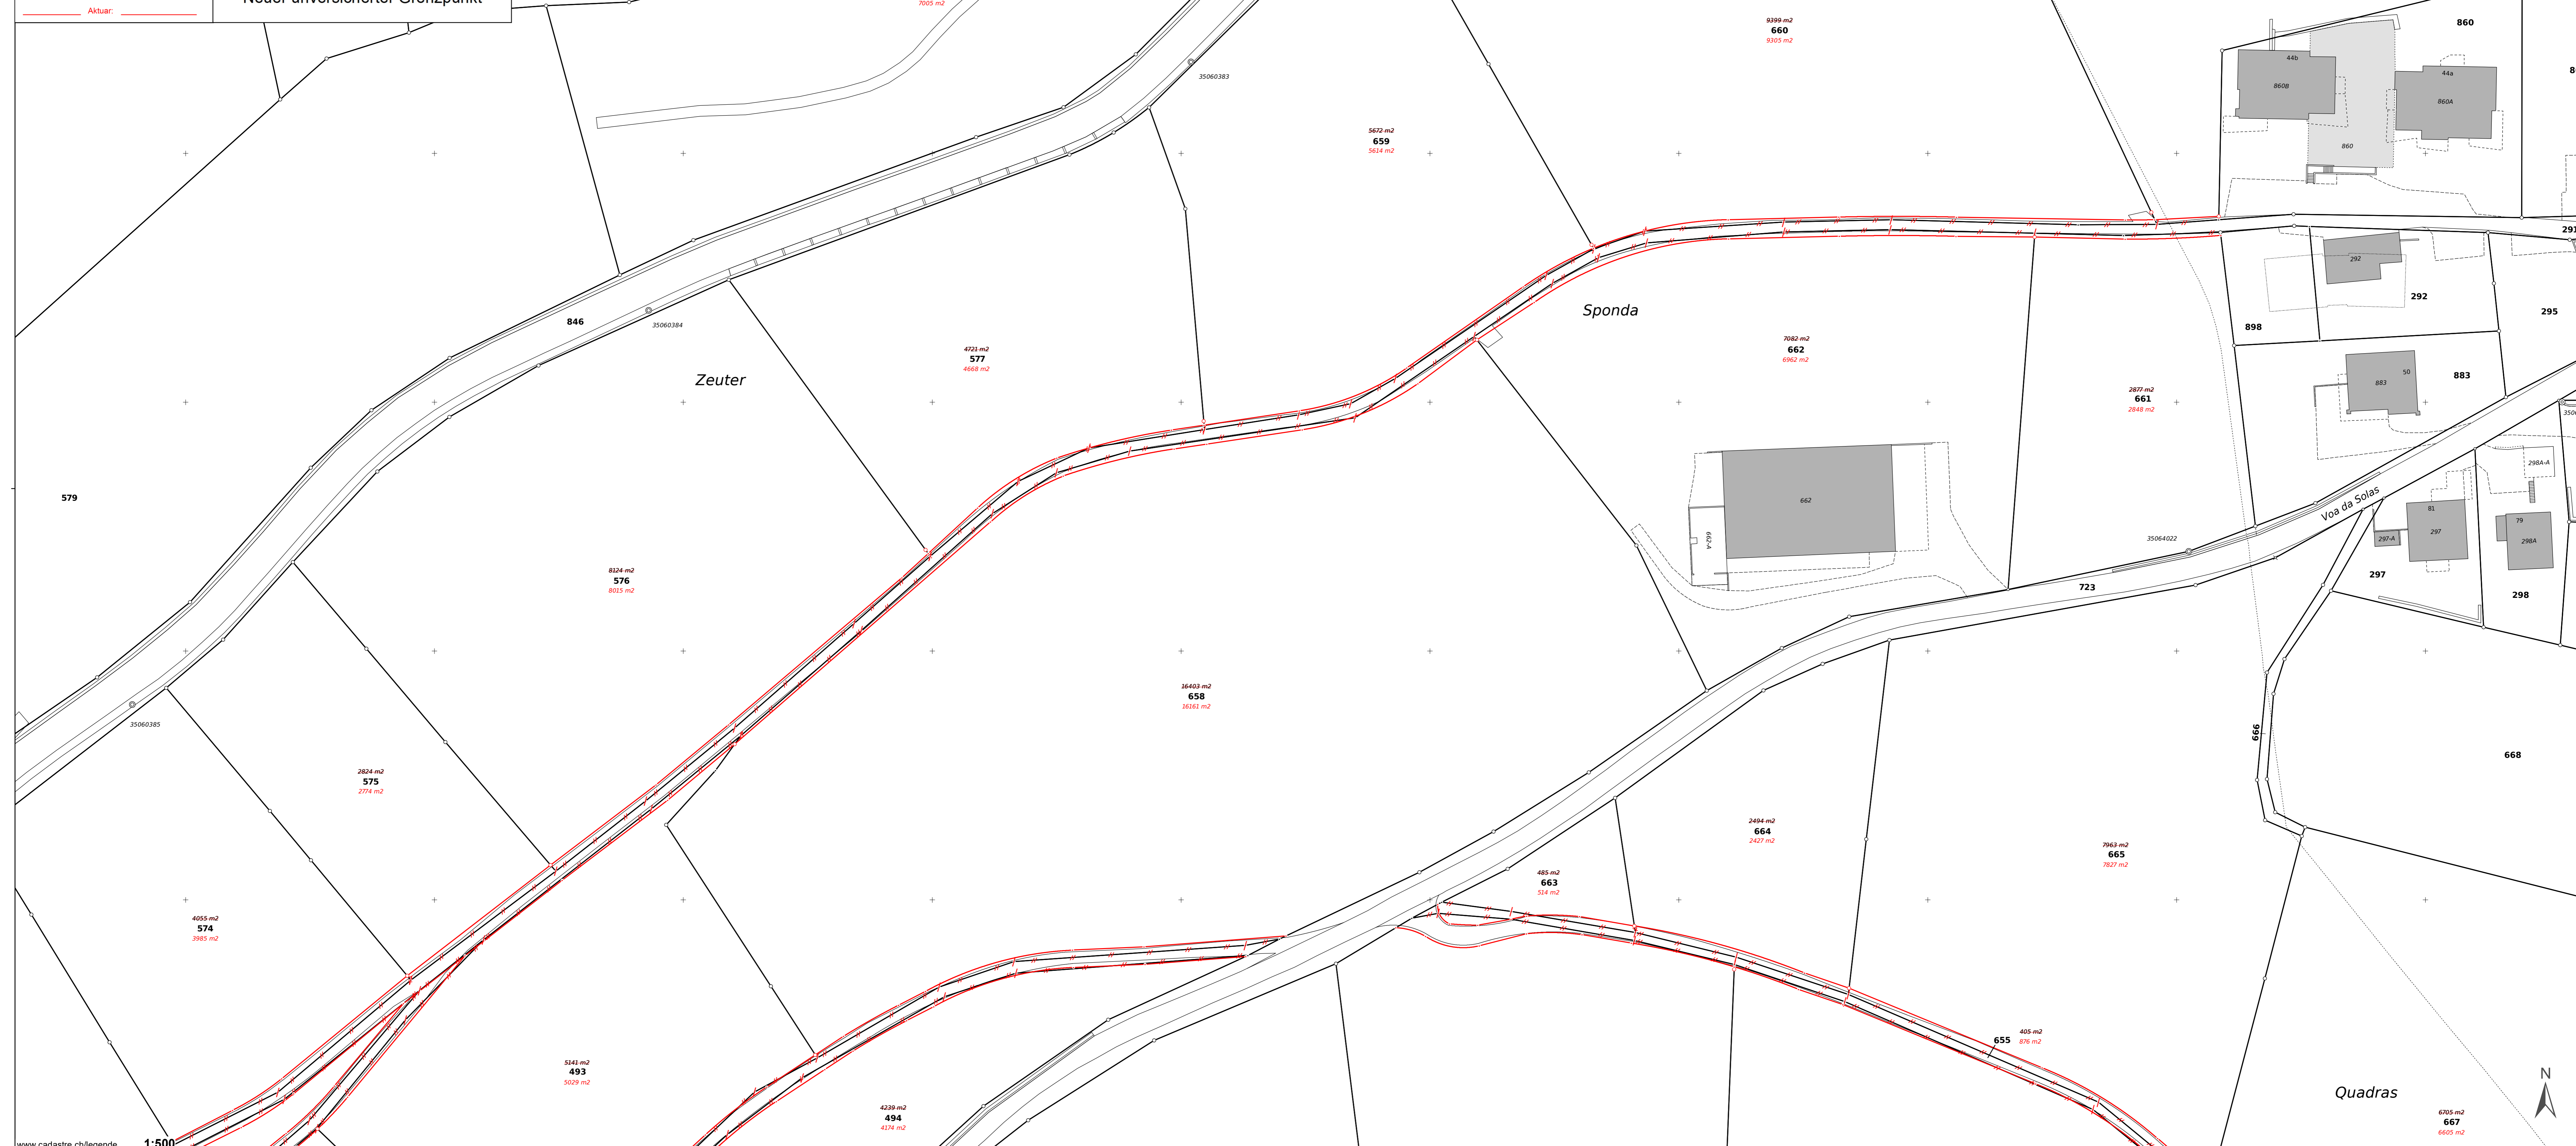 Aktuar:
Neuer unversicherter Grenzpunkt
7005 m2
9399 m2
660
9305 m2
860
44b
860B
44a
860A
860
35060383
5672 m2
659
5614 m2
291
292
292
295
898
883
50
883
846
35060384
Zeuter
4721 m2
577
4668 m2
Sponda
7082 m2
662
6962 m2
2877 m2
661
2848 m2
579
662
662-A
Voa da Solas
35064022
723
298A-A
81
297
297-A
79
298A
297
298
8124 m2
576
8015 m2
16403 m2
658
16161 m2
35060385
666
668
2824 m2
575
2774 m2
2494 m2
664
2427 m2
7963 m2
665
7827 m2
485 m2
663
514 m2
4055 m2
574
3985 m2
655
405 m2
876 m2
5141 m2
493
5029 m2
4239 m2
494
4174 m2
Quadras
N
6705 m2
667
6605 m2
www.cadastre.ch/legende
1:500